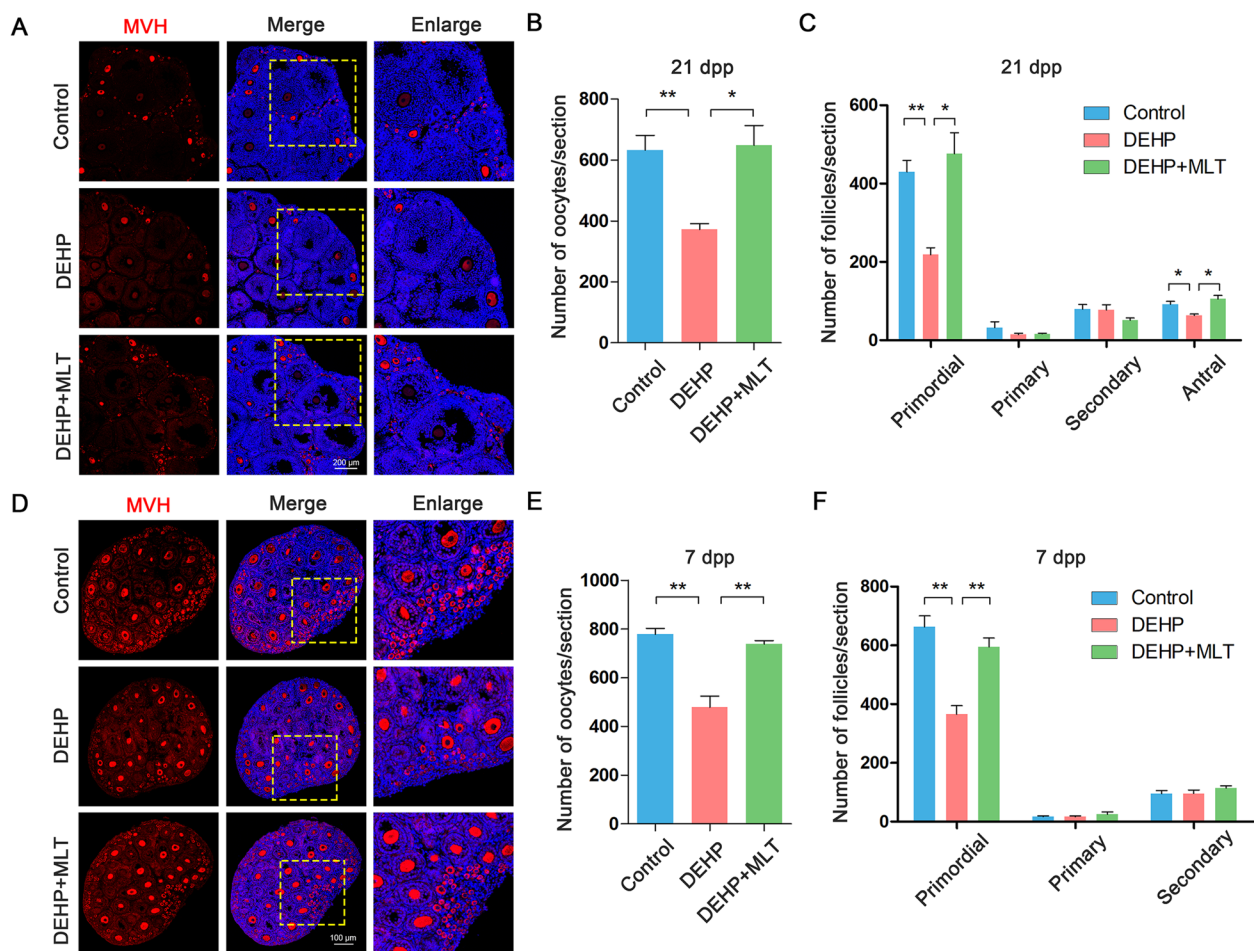 A
MVH
Merge
Enlarge
Control
DEHP
DEHP+MLT
200 μm
B
21 dpp
Number of oocytes/section
800
600
400
200
0
**
*
Control
DEHP
DEHP+MLT
C
21 dpp
Number of follicles/section
600
400
200
0
**
*
*
*
Control
DEHP
DEHP+MLT
Primordial
Primary
Secondary
Antral
D
MVH
Merge
Enlarge
Control
DEHP
DEHP+MLT
100 μm
E
7 dpp
Number of oocytes/section
1000
800
600
400
200
0
**
**
Control
DEHP
DEHP+MLT
F
7 dpp
Number of follicles/section
800
600
400
200
0
**
**
Control
DEHP
DEHP+MLT
Primordial
Primary
Secondary